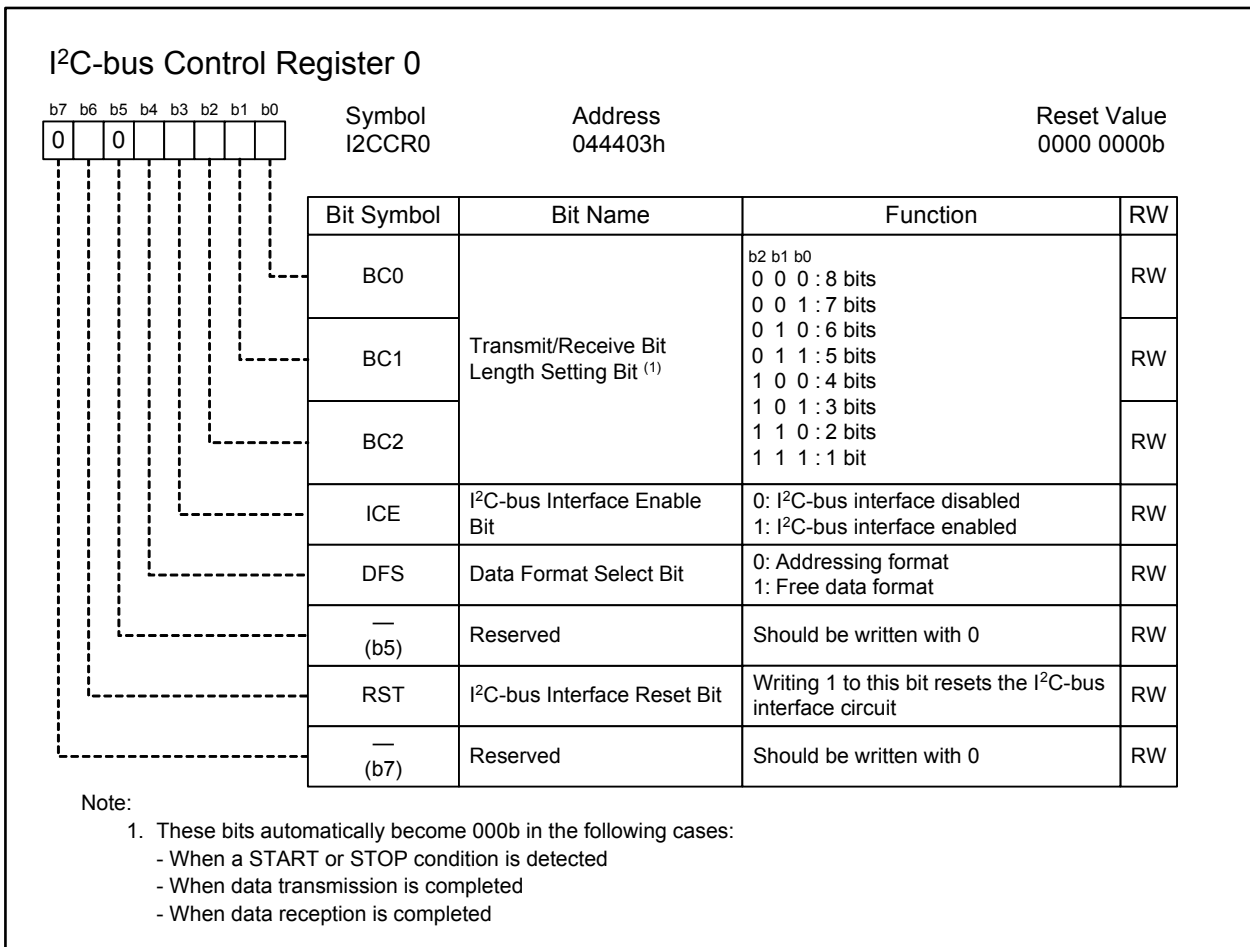 I²C-bus Control Register 0
b7 b6 b5 b4 b3 b2 b1 b0
0 0
Symbol Address Reset Value
I2CCR0 044403h 0000 0000b
Bit Symbol Bit Name Function RW
BC0
BC1
BC2
Transmit/Receive Bit
Length Setting Bit (1)
b2 b1 b0
0 0 0 : 8 bits
0 0 1 : 7 bits
0 1 0 : 6 bits
0 1 1 : 5 bits
1 0 0 : 4 bits
1 0 1 : 3 bits
1 1 0 : 2 bits
1 1 1 : 1 bit
RW
RW
RW
ICE
I²C-bus Interface Enable
Bit
0: I²C-bus interface disabled
1: I²C-bus interface enabled
RW
DFS
Data Format Select Bit
0: Addressing format
1: Free data format
RW
—
(b5)
Reserved
Should be written with 0
RW
RST
I²C-bus Interface Reset Bit
Writing 1 to this bit resets the I²C-bus
interface circuit
RW
—
(b7)
Reserved
Should be written with 0
RW
Note:
1. These bits automatically become 000b in the following cases:
- When a START or STOP condition is detected
- When data transmission is completed
- When data reception is completed